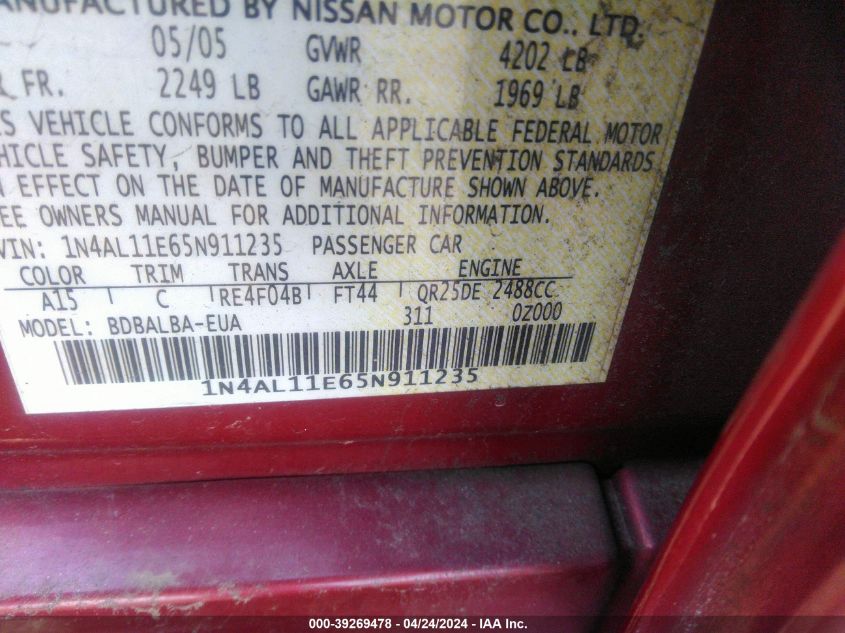 MANUFACTURED BY NISSAN MOTOR CO., LTD.
05/05 GVWR 4202 LB
FR. 2249 LB GAWR RR. 1969 LB
VEHICLE CONFORMS TO ALL APPLICABLE FEDERAL MOTOR
HICLE SAFETY, BUMPER AND THEFT PREVENTION STANDARDS
EFFECT ON THE DATE OF MANUFACTURE SHOWN ABOVE.
EE OWNERS MANUAL FOR ADDITIONAL INFORMATION
VIN: 1N4AL11E65N911235 PASSENGER CAR
COLOR TRIM TRANS AXLE ENGINE
A15 C RE4F04B FT44 QR25DE 2488CC
MODEL: BDBALBA-EUA 311 0Z000
1N4AL11E65N911235
000-39269478 - 04/24/2024 - IAA Inc.